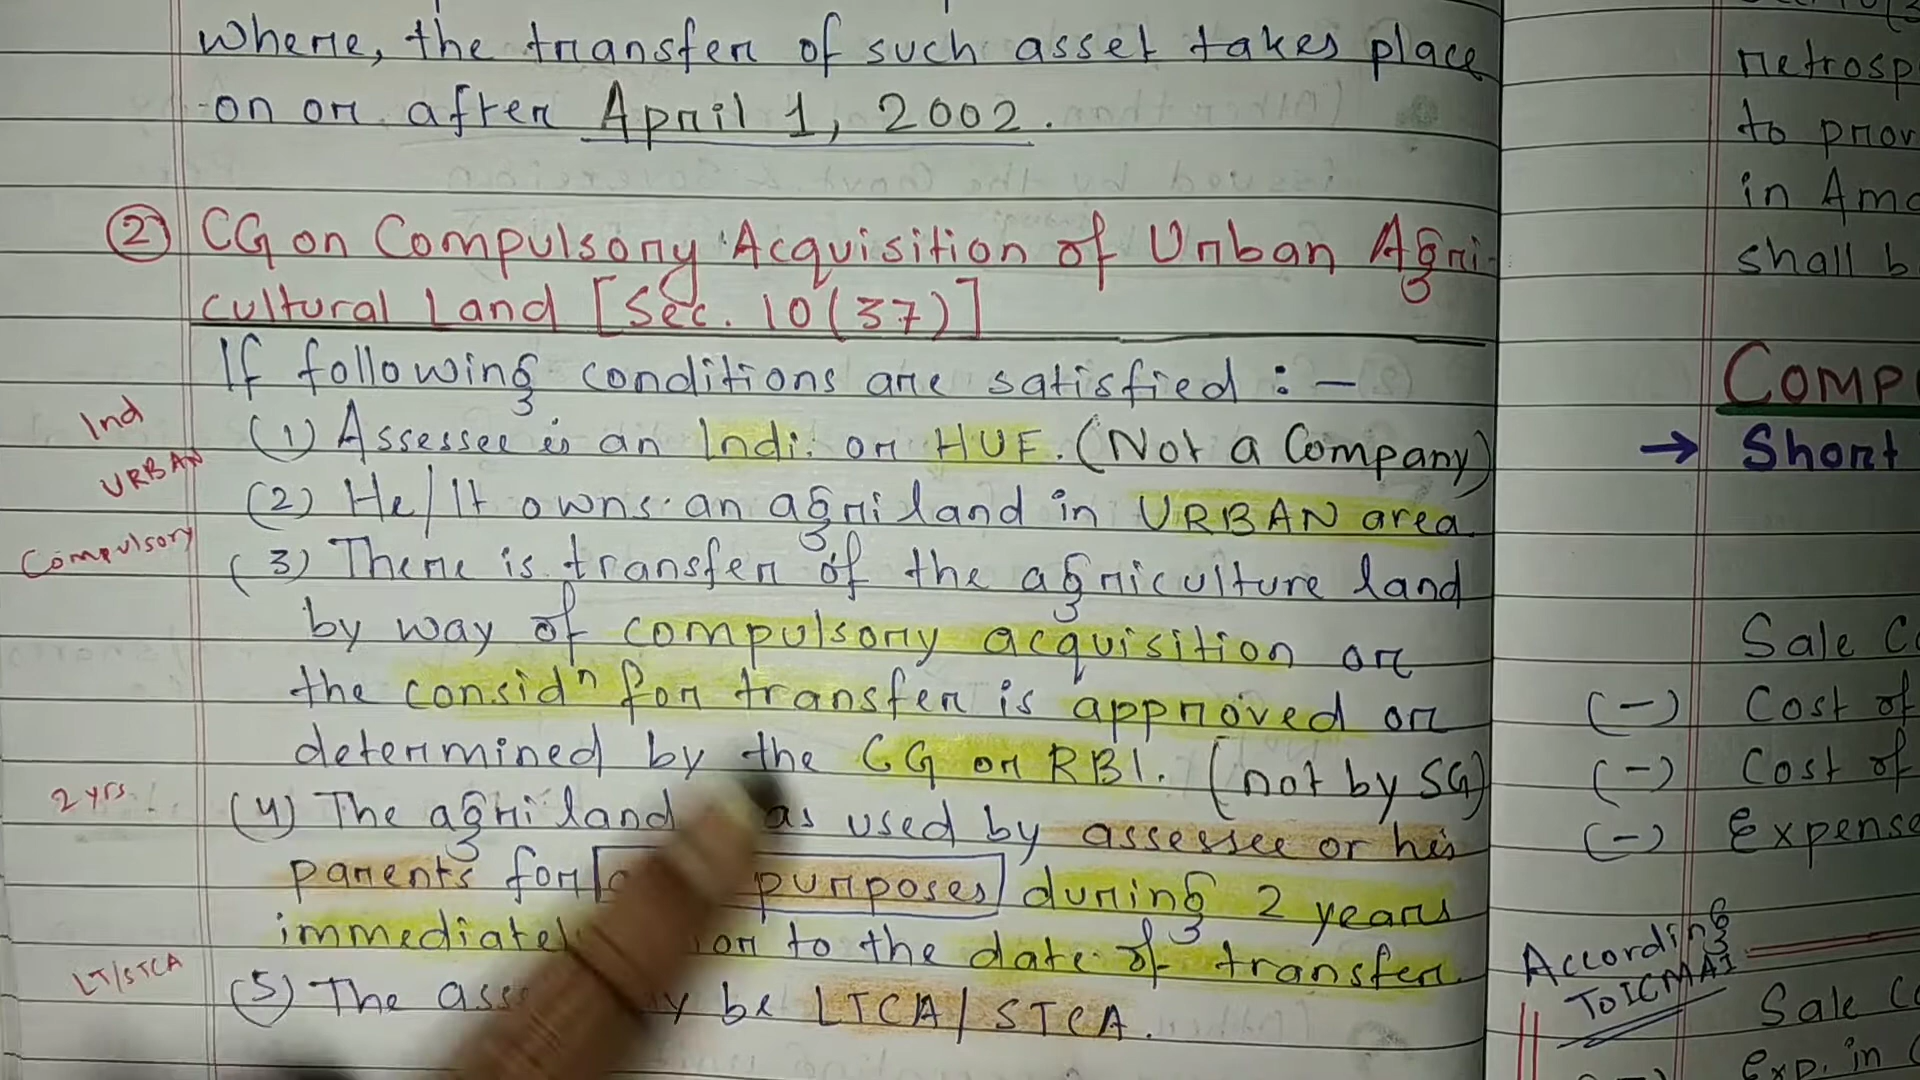 where, the transfer of such asset takes place
on or after April 1, 2002.
② CG on Compulsory Acquisition of Urban Agri-
cultural Land [Sec. 10(37)]
If following conditions are satisfied :-
Ind
(1) Assessee is an Indi. or HUF. (Not a Company)
URBAN
(2) He/It owns an agri land in URBAN area.
Compulsory
(3) There is transfer of the agriculture land
by way of compulsory acquisition or
the considⁿ for transfer is approved or
determined by the CG or RBI. (not by SG)
2 yrs.
(4) The agri land used by assessee or his
parents for purposes during 2 years
immediatel to the date of transfer.
LT/STCA
(5) The be LTCA/STCA.
retrosp
to prov
in Ama
shall b
Comp
→ Short
Sale Co
(-) Cost of
(-) Cost of
(-) Expense
According
To ICMAI
Sale Co
Exp. in